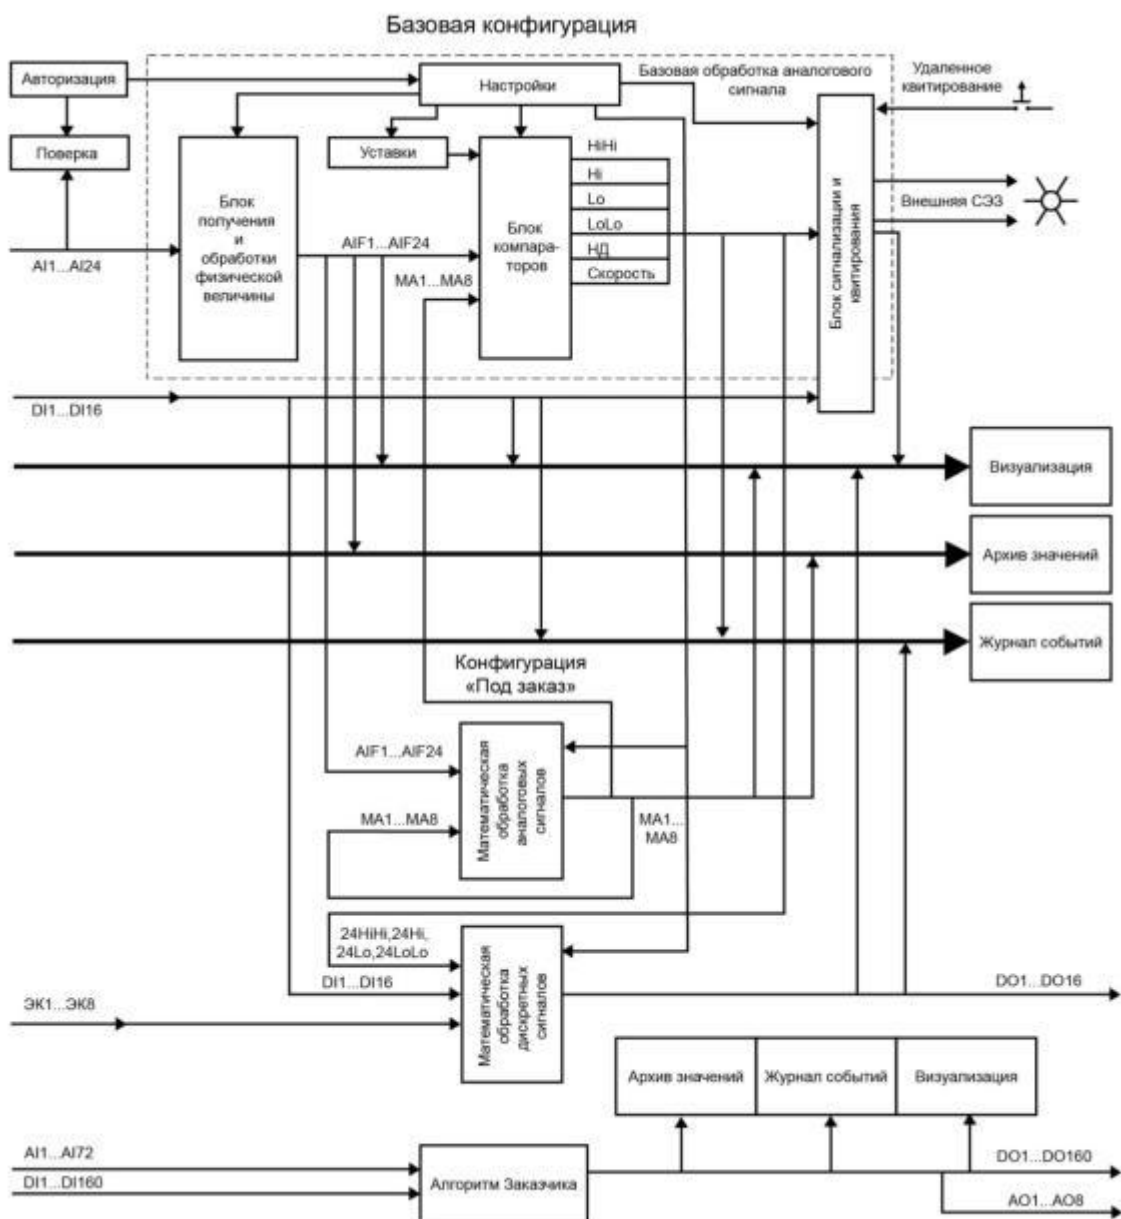 Базовая конфигурация
Авторизация
Настройки
Базовая обработка аналогового
сигнала
Удаленное
квитирование
Поверка
Уставки
HiHi
Hi
Lo
LoLo
НД
Скорость
Блок
получения
и
обработки
физической
величины
Блок
компара-
торов
Блок сигнализации и
квитирования
Внешняя СЭЗ
AI1...AI24
AIF1...AIF24
MA1...MA8
DI1...DI16
Визуализация
Архив значений
Журнал событий
Конфигурация
«Под заказ»
AIF1...AIF24
MA1...MA8
Математическая
обработка
аналоговых
сигналов
MA1...
MA8
24HiHi,24Hi,
24Lo,24LoLo
DI1...DI16
Математическая
обработка
дискретных
сигналов
ЭК1...ЭК8
DO1...DO16
Архив значений
Журнал событий
Визуализация
AI1...AI72
DI1...DI160
Алгоритм Заказчика
DO1...DO160
AO1...AO8